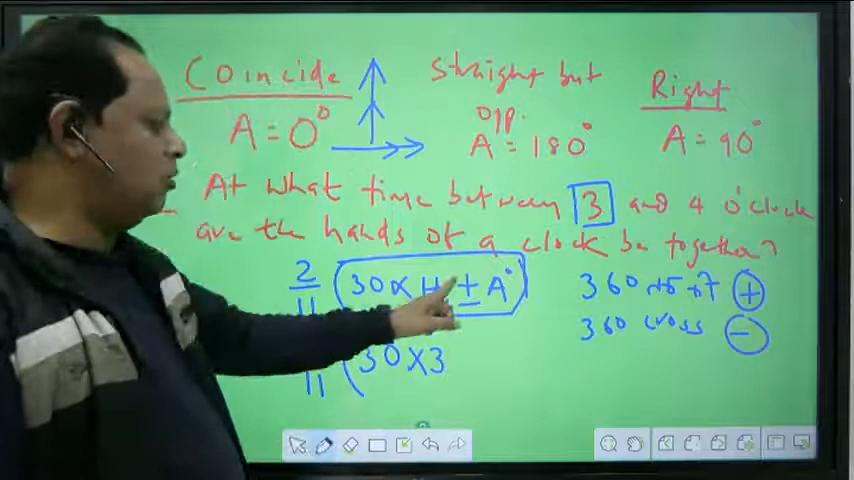 Coincide
A = 0°
straight but
opp.
A = 180°
Right
A = 90°
At what time between 3 and 4 o'clock
are the hands of a clock be together?
2/11 (30 × H ± A°)
360
+
360 cross
-
11 (30×3